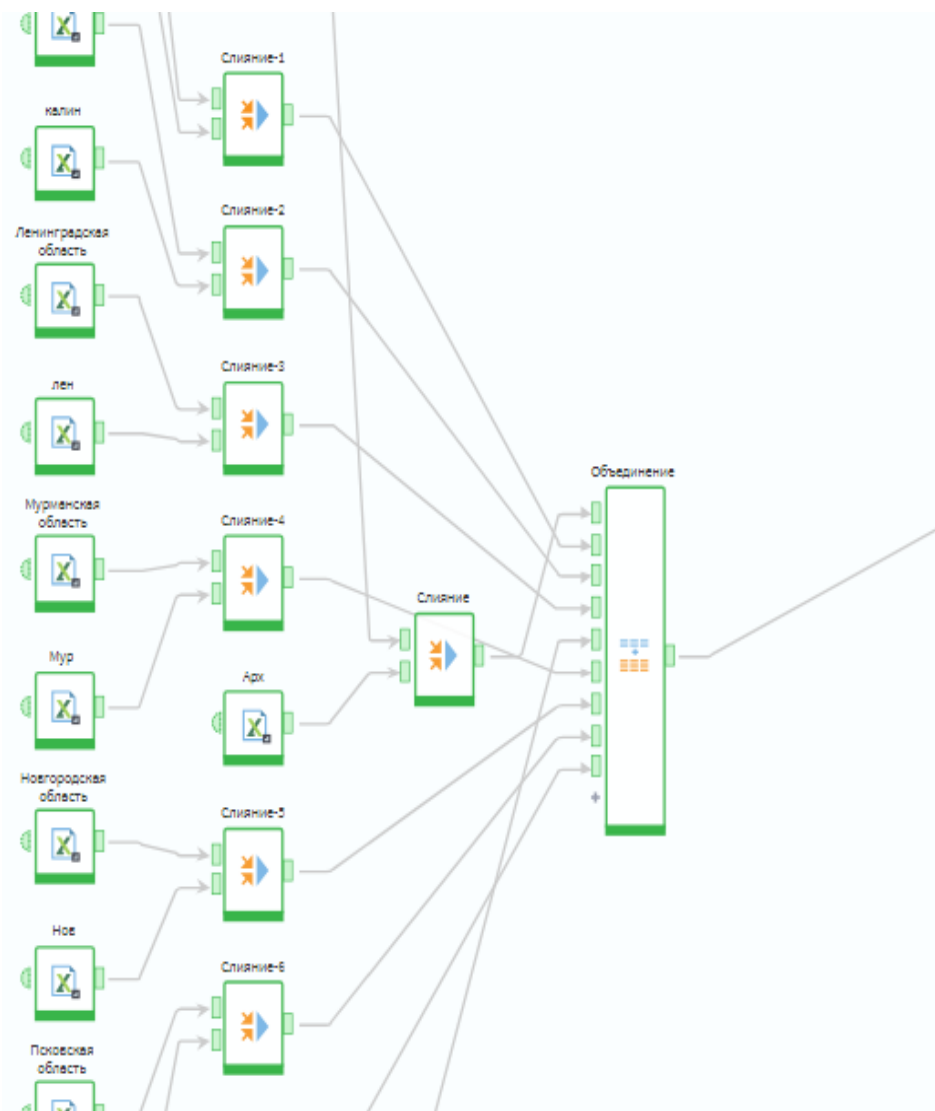 Слияние-1
калин
Слияние-2
Ленинградская
область
Слияние-3
лен
Объединение
Мурманская
область
Слияние-4
Слияние
Мур
Арх
Новгородская
область
Слияние-5
Нов
Слияние-6
Псковская
область